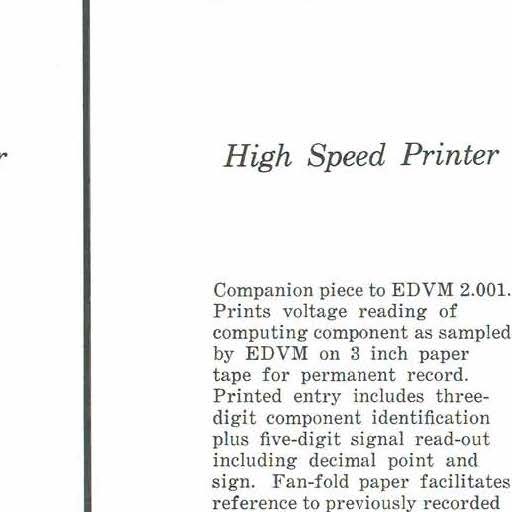 High Speed Printer
Companion piece to EDVM 2.001.
Prints voltage reading of
computing component as sampled
by EDVM on 3 inch paper
tape for permanent record.
Printed entry includes three-
digit component identification
plus five-digit signal read-out
including decimal point and
sign. Fan-fold paper facilitates
reference to previously recorded